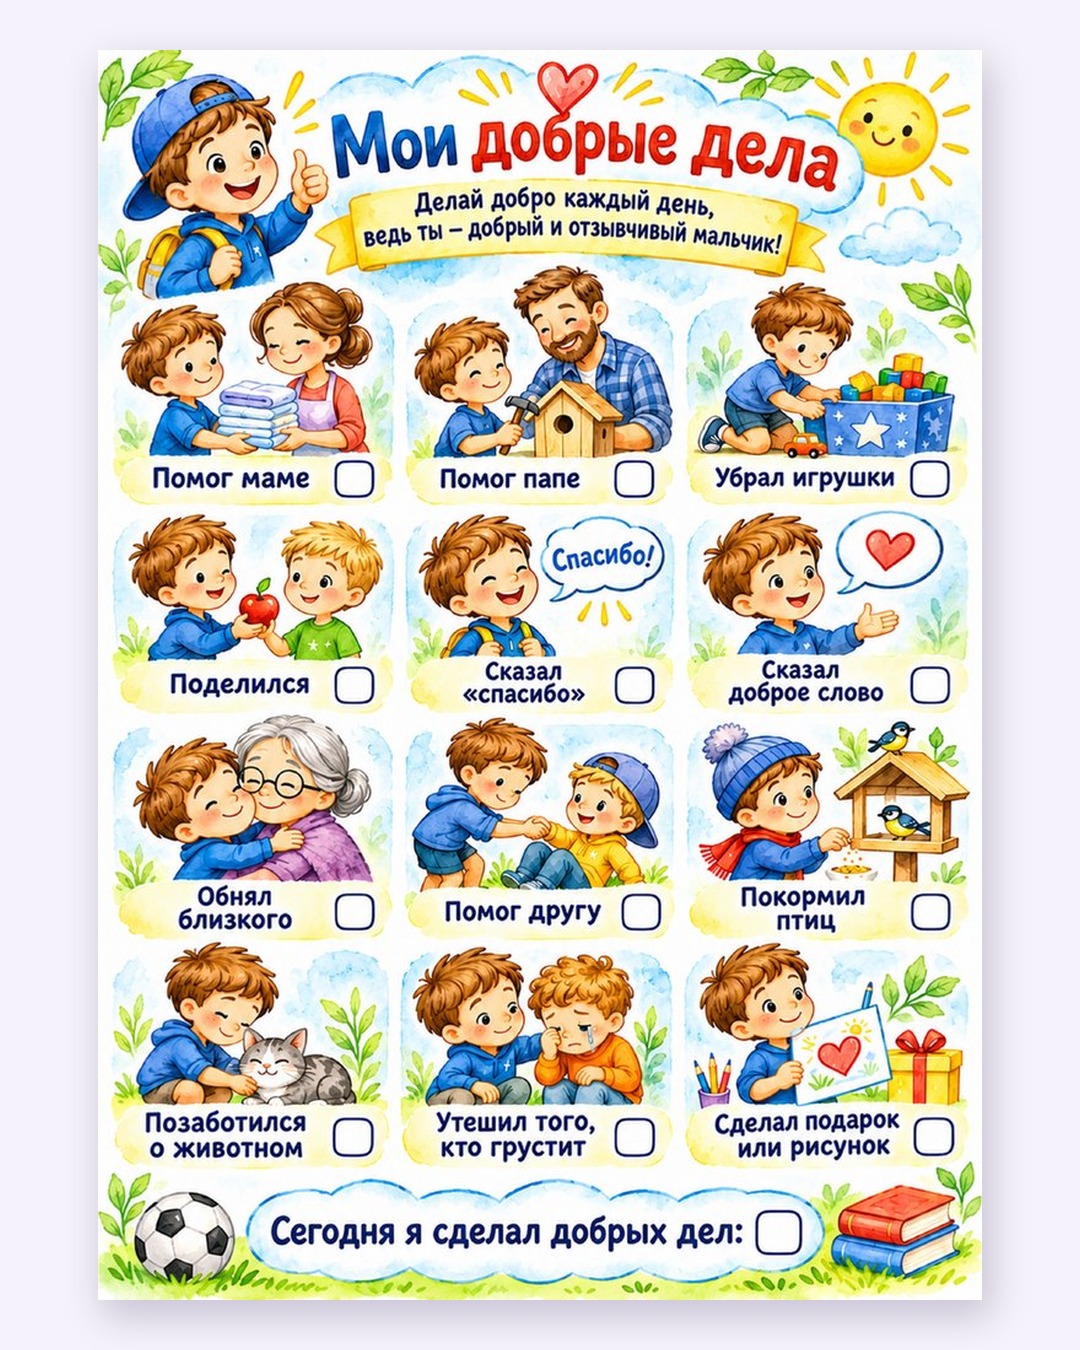 Мои добрые дела
Делай добро каждый день,
ведь ты – добрый и отзывчивый мальчик!
Помог маме
Помог папе
Убрал игрушки
Поделился
Спасибо!
Сказал
«спасибо»
Сказал
доброе слово
Обнял
близкого
Помог другу
Покормил
птиц
Позаботился
о животном
Утешил того,
кто грустит
Сделал подарок
или рисунок
Сегодня я сделал добрых дел: